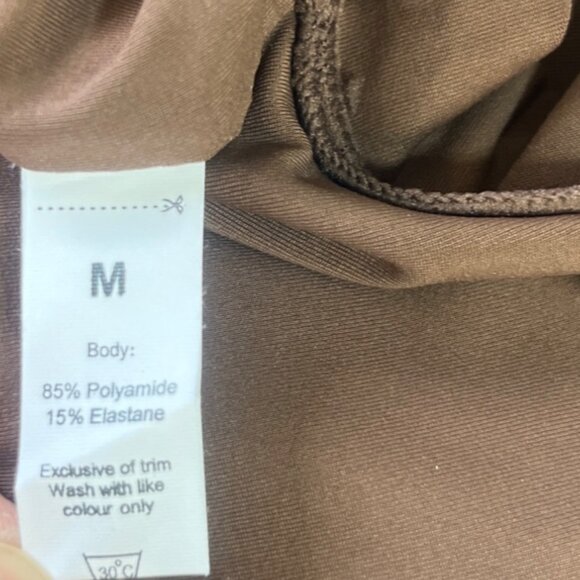 M
Body:
85% Polyamide
15% Elastane
Exclusive of trim
Wash with like
colour only
30°C